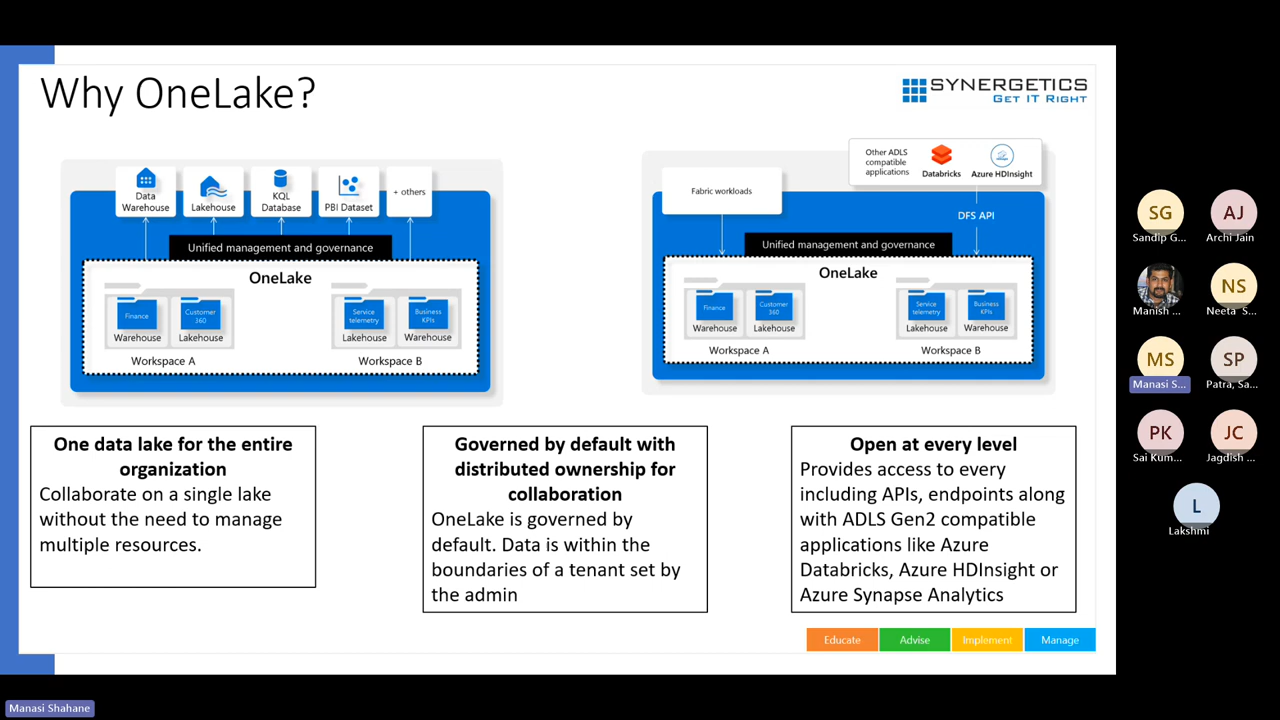 Why OneLake?
SYNERGETICS
GET IT RIGHT
Data
Warehouse
Lakehouse
KQL
Database
PBI Dataset
+ others
Unified management and governance
OneLake
Finance
Customer
360
Warehouse
Lakehouse
Workspace A
Service
telemetry
Business
KPIs
Lakehouse
Warehouse
Workspace B
Fabric workloads
Other ADLS
compatible
applications
Databricks
Azure HDInsight
DFS API
Unified management and governance
OneLake
Finance
Customer
360
Warehouse
Lakehouse
Workspace A
Service
telemetry
Business
KPIs
Lakehouse
Warehouse
Workspace B
One data lake for the entire
organization
Collaborate on a single lake
without the need to manage
multiple resources.
Governed by default with
distributed ownership for
collaboration
OneLake is governed by
default. Data is within the
boundaries of a tenant set by
the admin
Open at every level
Provides access to every
including APIs, endpoints along
with ADLS Gen2 compatible
applications like Azure
Databricks, Azure HDInsight or
Azure Synapse Analytics
Educate
Advise
Implement
Manage
SG
Sandip G...
AJ
Archi Jain
Manish ...
NS
Neeta S...
MS
Manasi S...
SP
Patra, Sa...
PK
Sai Kum...
JC
Jagdish ...
L
Lakshmi
Manasi Shahane